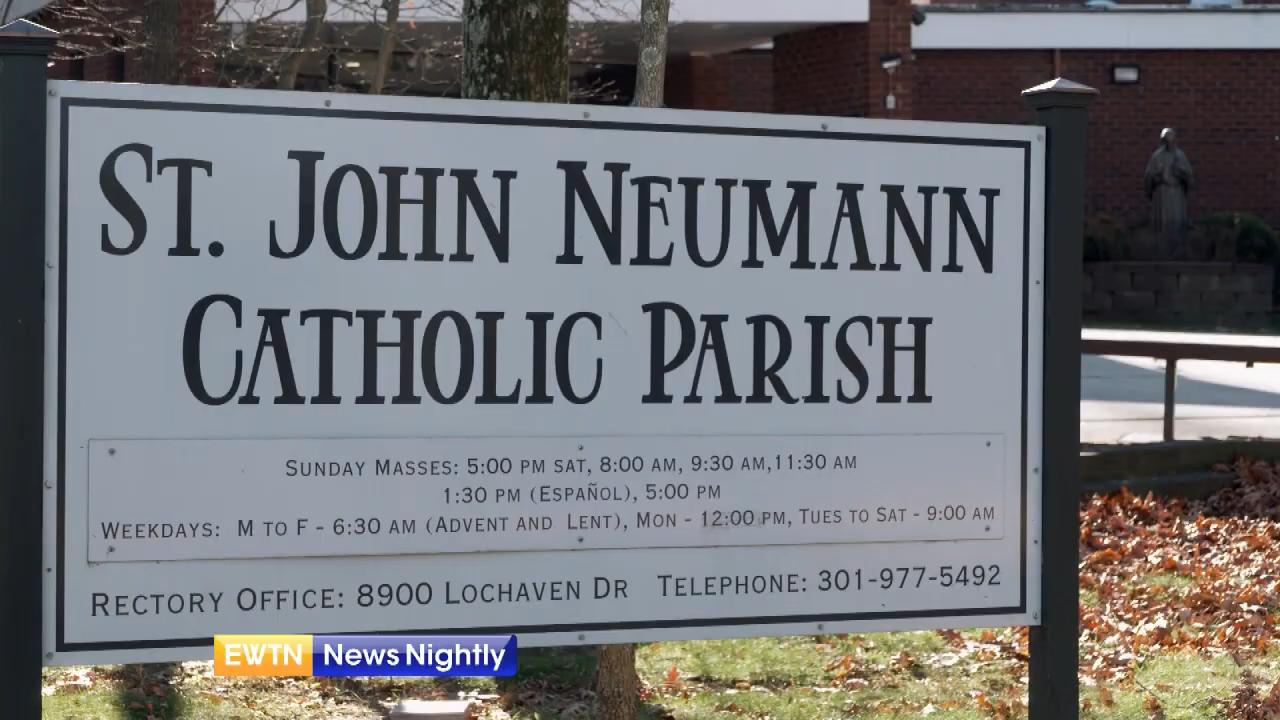 ST. JOHN NEUMANN
CATHOLIC PARISH
SUNDAY MASSES: 5:00 PM SAT, 8:00 AM, 9:30 AM,11:30 AM
1:30 PM (ESPAÑOL), 5:00 PM
WEEKDAYS: M TO F - 6:30 AM (ADVENT AND LENT), MON - 12:00 PM, TUES TO SAT - 9:00 AM
RECTORY OFFICE: 8900 LOCHAVEN DR TELEPHONE: 301-977-5492
EWTN News Nightly